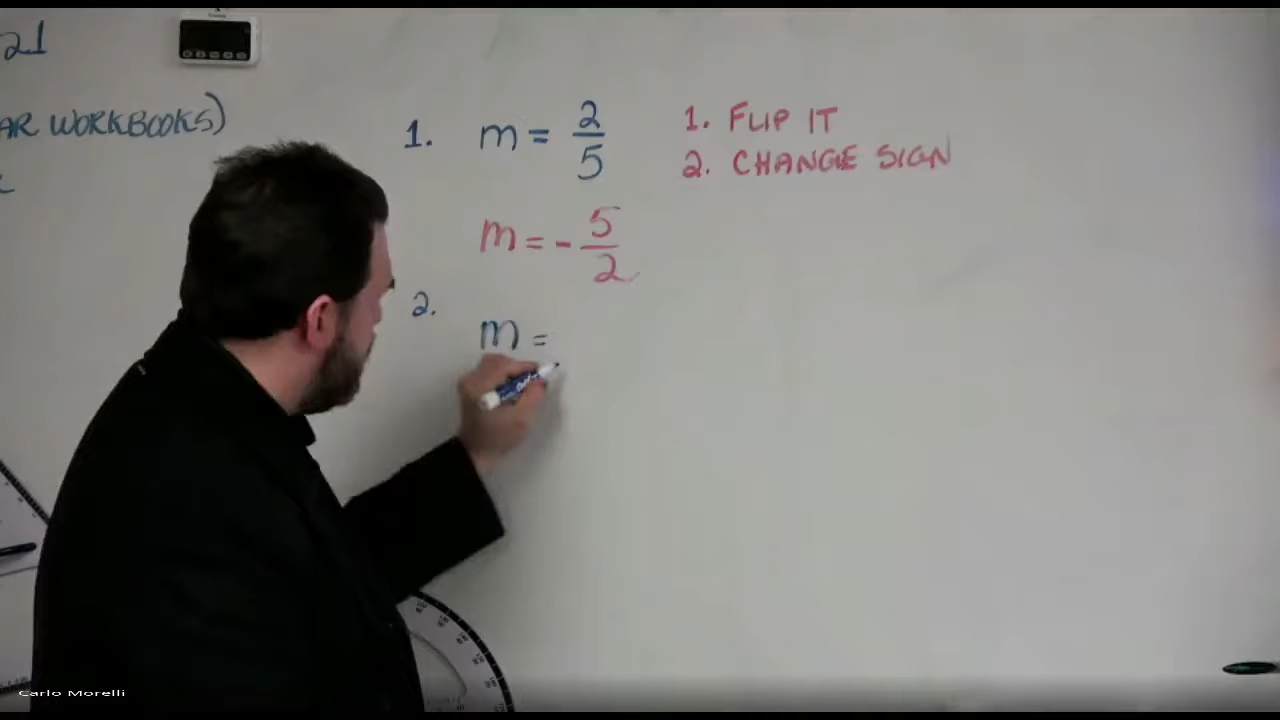 21
AR WORKBOOKS)
1. m = 2/5
1. FLIP IT
2. CHANGE SIGN
m = - 5/2
2. m =
Carlo Morelli